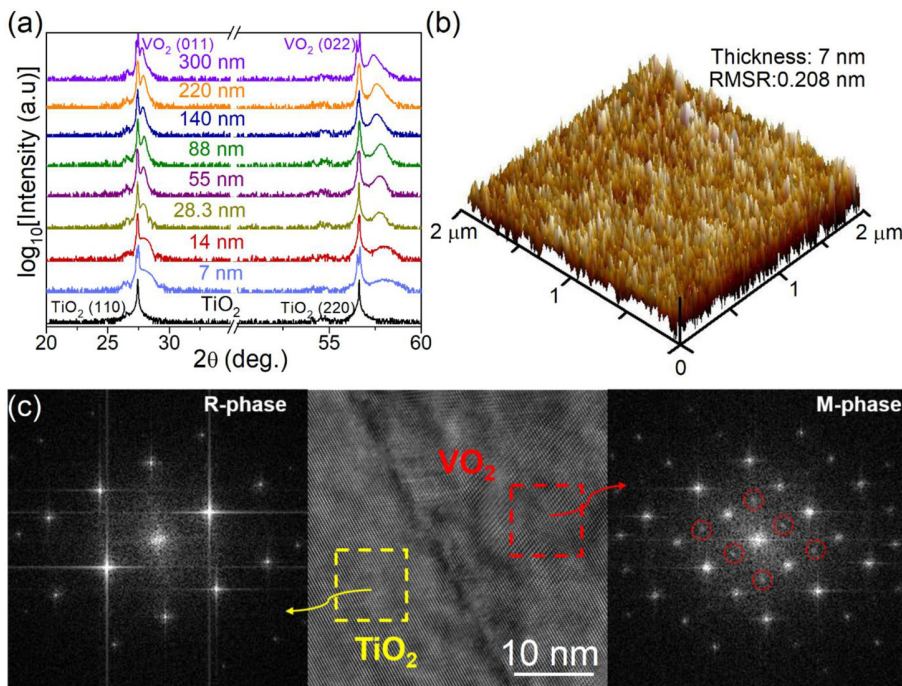 (a)
VO₂ (011)
VO₂ (022)
300 nm
220 nm
140 nm
88 nm
55 nm
28.3 nm
14 nm
7 nm
TiO₂
TiO₂ (110)
TiO₂ (220)
log₁₀[Intensity (a.u)]
20 25 30 55 60
2θ (deg.)
(b)
Thickness: 7 nm
RMSR:0.208 nm
2 μm
1
0
1
2 μm
(c)
R-phase
VO₂
TiO₂
10 nm
M-phase